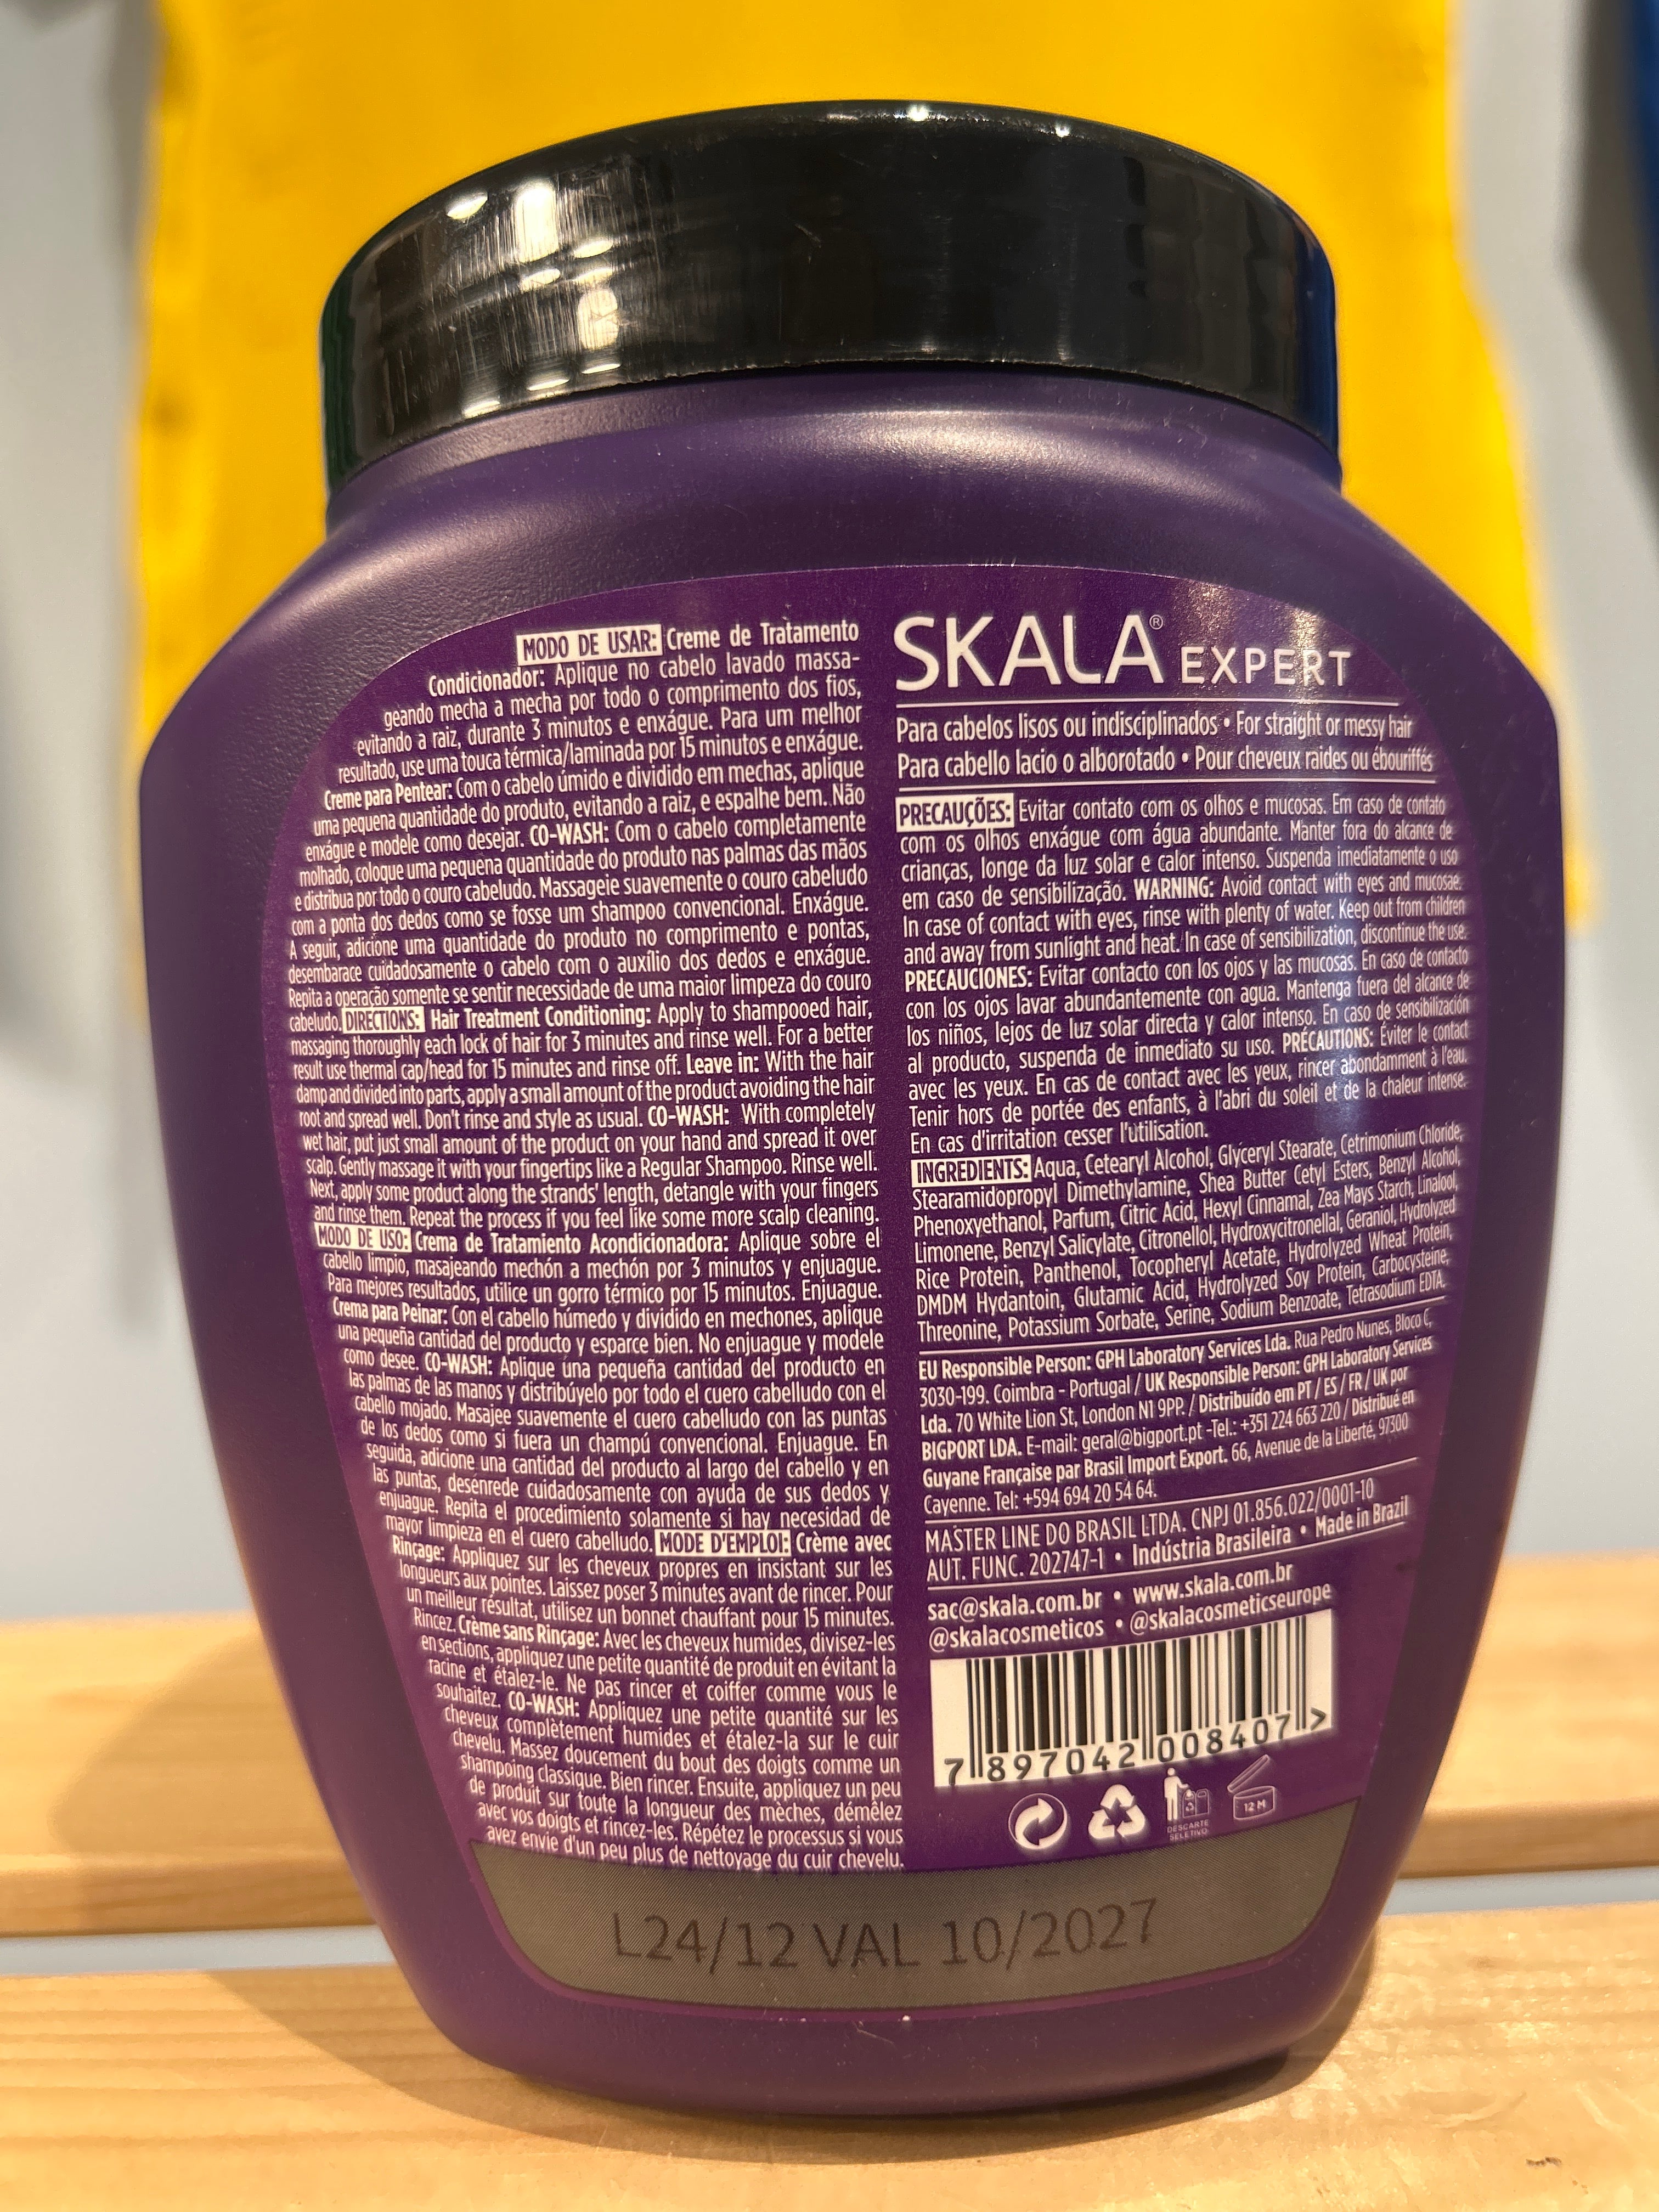 MODO DE USAR: Creme de Tratamento
Condicionador: Aplique no cabelo lavado massa-
geando mecha a mecha por todo o comprimento dos fios,
evitando a raiz, durante 3 minutos e enxágue. Para um melhor
resultado, use uma touca térmica/laminada por 15 minutos e enxágue.
Creme para Pentear: Com o cabelo úmido e dividido em mechas, aplique
uma pequena quantidade do produto, evitando a raiz, e espalhe bem. Não
enxágue e modele como desejar. CO-WASH: Com o cabelo completamente
molhado, coloque uma pequena quantidade do produto nas palmas das mãos
e distribua por todo o couro cabeludo. Massageie suavemente o couro cabeludo
com a ponta dos dedos como se fosse um shampoo convencional. Enxágue.
A seguir, adicione uma quantidade do produto no comprimento e pontas,
desembarace cuidadosamente o cabelo com o auxílio dos dedos e enxágue.
Repita a operação somente se sentir necessidade de uma maior limpeza do couro
cabeludo. DIRECTIONS: Hair Treatment Conditioning: Apply to shampooed hair,
massaging thoroughly each lock of hair for 3 minutes and rinse well. For a better
result use thermal cap/head for 15 minutes and rinse off. Leave in: With the hair
damp and divided into parts, apply a small amount of the product avoiding the hair
root and spread well. Don't rinse and style as usual. CO-WASH: With completely
wet hair, put just small amount of the product on your hand and spread it over
scalp. Gently massage it with your fingertips like a Regular Shampoo. Rinse well.
Next, apply some product along the strands' length, detangle with your fingers
and rinse them. Repeat the process if you feel like some more scalp cleaning.
MODO DE USO: Crema de Tratamiento Acondicionadora: Aplique sobre el
cabello limpio, masajeando mechón a mechón por 3 minutos y enjuague.
Para mejores resultados, utilice un gorro térmico por 15 minutos. Enjuague.
Crema para Peinar: Con el cabello húmedo y dividido en mechones, aplique
una pequeña cantidad del producto y esparce bien. No enjuague y modele
como desee. CO-WASH: Aplique una pequeña cantidad del producto en
las palmas de las manos y distribúyelo por todo el cuero cabelludo con el
cabello mojado. Masajee suavemente el cuero cabelludo con las puntas
de los dedos como si fuera un champú convencional. Enjuague. En
seguida, adicione una cantidad del producto al largo del cabello y en
las puntas, desenrede cuidadosamente con ayuda de sus dedos y
enjuague. Repita el procedimiento solamente si hay necesidad de
mayor limpieza en el cuero cabelludo. MODE D'EMPLOI: Crème avec
Rinçage: Appliquez sur les cheveux propres en insistant sur les
longueurs aux pointes. Laissez poser 3 minutes avant de rincer. Pour
un meilleur résultat, utilisez un bonnet chauffant pour 15 minutes.
Rincez. Crème sans Rinçage: Avec les cheveux humides, divisez-les
en sections, appliquez une petite quantité de produit en évitant la
racine et étalez-le. Ne pas rincer et coiffer comme vous le
souhaitez. CO-WASH: Appliquez une petite quantité sur les
cheveux complètement humides et étalez-la sur le cuir
chevelu. Massez doucement du bout des doigts comme un
shampoing classique. Bien rincer. Ensuite, appliquez un peu
de produit sur toute la longueur des mèches, démêlez
avec vos doigts et rincez-les. Répétez le processus si vous
avez envie d'un peu plus de nettoyage du cuir chevelu.
SKALA® EXPERT
Para cabelos lisos ou indisciplinados • For straight or messy hair
Para cabello lacio o alborotado • Pour cheveux raides ou ébouriffés
PRECAUÇÕES: Evitar contato com os olhos e mucosas. Em caso de contato
com os olhos enxágue com água abundante. Manter fora do alcance de
crianças, longe da luz solar e calor intenso. Suspenda imediatamente o uso
em caso de sensibilização. WARNING: Avoid contact with eyes and mucosae.
In case of contact with eyes, rinse with plenty of water. Keep out from children
and away from sunlight and heat. In case of sensibilization, discontinue the use.
PRECAUCIONES: Evitar contacto con los ojos y las mucosas. En caso de contacto
con los ojos lavar abundantemente con agua. Mantenga fuera del alcance de
los niños, lejos de luz solar directa y calor intenso. En caso de sensibilización
al producto, suspenda de inmediato su uso. PRÉCAUTIONS: Éviter le contact
avec les yeux. En cas de contact avec les yeux, rincer abondamment à l'eau.
Tenir hors de portée des enfants, à l'abri du soleil et de la chaleur intense.
En cas d'irritation cesser l'utilisation.
INGREDIENTS: Aqua, Cetearyl Alcohol, Glyceryl Stearate, Cetrimonium Chloride,
Stearamidopropyl Dimethylamine, Shea Butter Cetyl Esters, Benzyl Alcohol,
Phenoxyethanol, Parfum, Citric Acid, Hexyl Cinnamal, Zea Mays Starch, Linalool,
Limonene, Benzyl Salicylate, Citronellol, Hydroxycitronellal, Geraniol, Hydrolyzed
Rice Protein, Panthenol, Tocopheryl Acetate, Hydrolyzed Wheat Protein,
DMDM Hydantoin, Glutamic Acid, Hydrolyzed Soy Protein, Carbocysteine,
Threonine, Potassium Sorbate, Serine, Sodium Benzoate, Tetrasodium EDTA.
EU Responsible Person: GPH Laboratory Services Lda. Rua Pedro Nunes, Bloco C,
3030-199. Coimbra - Portugal / UK Responsible Person: GPH Laboratory Services
Lda. 70 White Lion St, London N1 9PP. / Distribuído em PT / ES / FR / UK por
BIGPORT LDA. E-mail: geral@bigport.pt -Tel.: +351 224 663 220 / Distribué en
Guyane Française par Brasil Import Export. 66, Avenue de la Liberté, 97300
Cayenne. Tel: +594 694 20 54 64.
MASTER LINE DO BRASIL LTDA. CNPJ 01.856.022/0001-10
AUT. FUNC. 202747-1 • Indústria Brasileira • Made in Brazil
sac@skala.com.br • www.skala.com.br
@skalacosmeticos • @skalacosmeticseurope
7 897042 008407 >
DESCARTE
SELETIVO
12 M
L24/12 VAL 10/2027